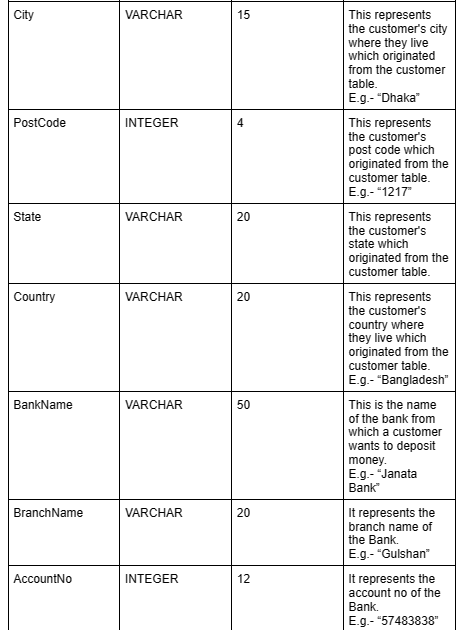 City VARCHAR 15 This represents
the customer's city
where they live
which originated
from the customer
table.
E.g.- “Dhaka”
PostCode INTEGER 4 This represents
the customer's
post code which
originated from the
customer table.
E.g.- “1217”
State VARCHAR 20 This represents
the customer's
state which
originated from the
customer table.
Country VARCHAR 20 This represents
the customer's
country where
they live which
originated from the
customer table.
E.g.- “Bangladesh”
BankName VARCHAR 50 This is the name
of the bank from
which a customer
wants to deposit
money.
E.g.- “Janata
Bank”
BranchName VARCHAR 20 It represents the
branch name of
the Bank.
E.g.- “Gulshan”
AccountNo INTEGER 12 It represents the
account no of the
Bank.
E.g.- “57483838”